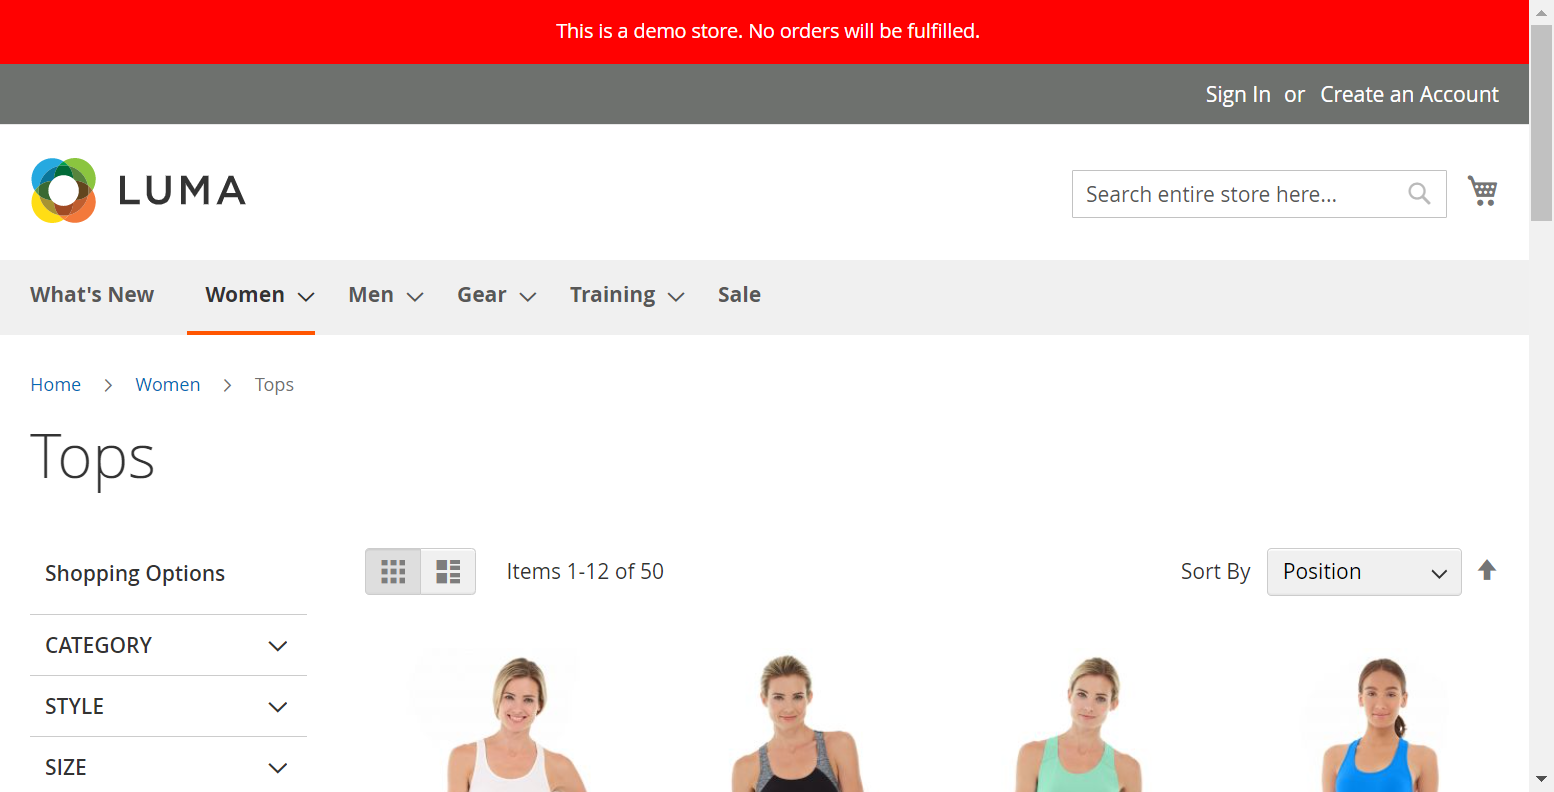 This is a demo store. No orders will be fulfilled.
Sign In or Create an Account
LUMA
Search entire store here...
What's New Women Men Gear Training Sale
Home Women Tops
Tops
Shopping Options
Items 1-12 of 50
Sort By Position
CATEGORY
STYLE
SIZE